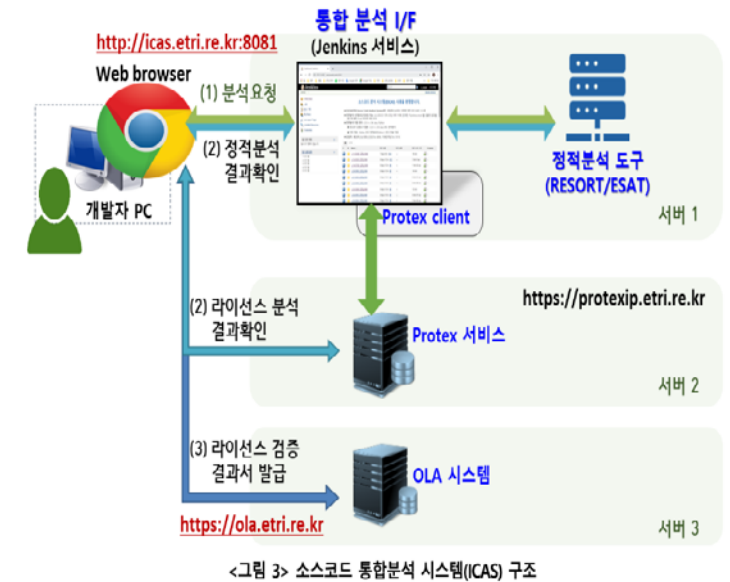 통합 분석 I/F
(Jenkins 서비스)
http://icas.etri.re.kr:8081
Web browser
(1) 분석요청
(2) 정적분석
결과확인
개발자 PC
Protex client
정적분석 도구
(RESORT/ESAT)
서버 1
(2) 라이선스 분석
결과확인
https://protexip.etri.re.kr
Protex 서비스
서버 2
(3) 라이선스 검증
결과서 발급
OLA 시스템
https://ola.etri.re.kr
서버 3
<그림 3> 소스코드 통합분석 시스템(ICAS) 구조